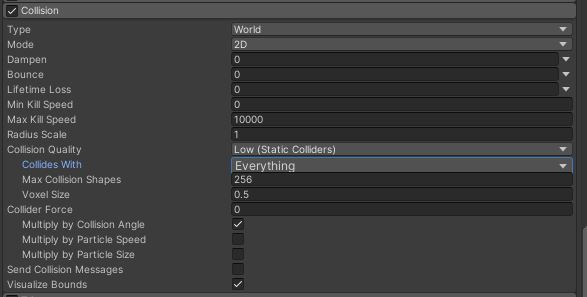 Collision
Type World
Mode 2D
Dampen 0
Bounce 0
Lifetime Loss 0
Min Kill Speed 0
Max Kill Speed 10000
Radius Scale 1
Collision Quality Low (Static Colliders)
Collides With Everything
Max Collision Shapes 256
Voxel Size 0.5
Collider Force 0
Multiply by Collision Angle
Multiply by Particle Speed
Multiply by Particle Size
Send Collision Messages
Visualize Bounds